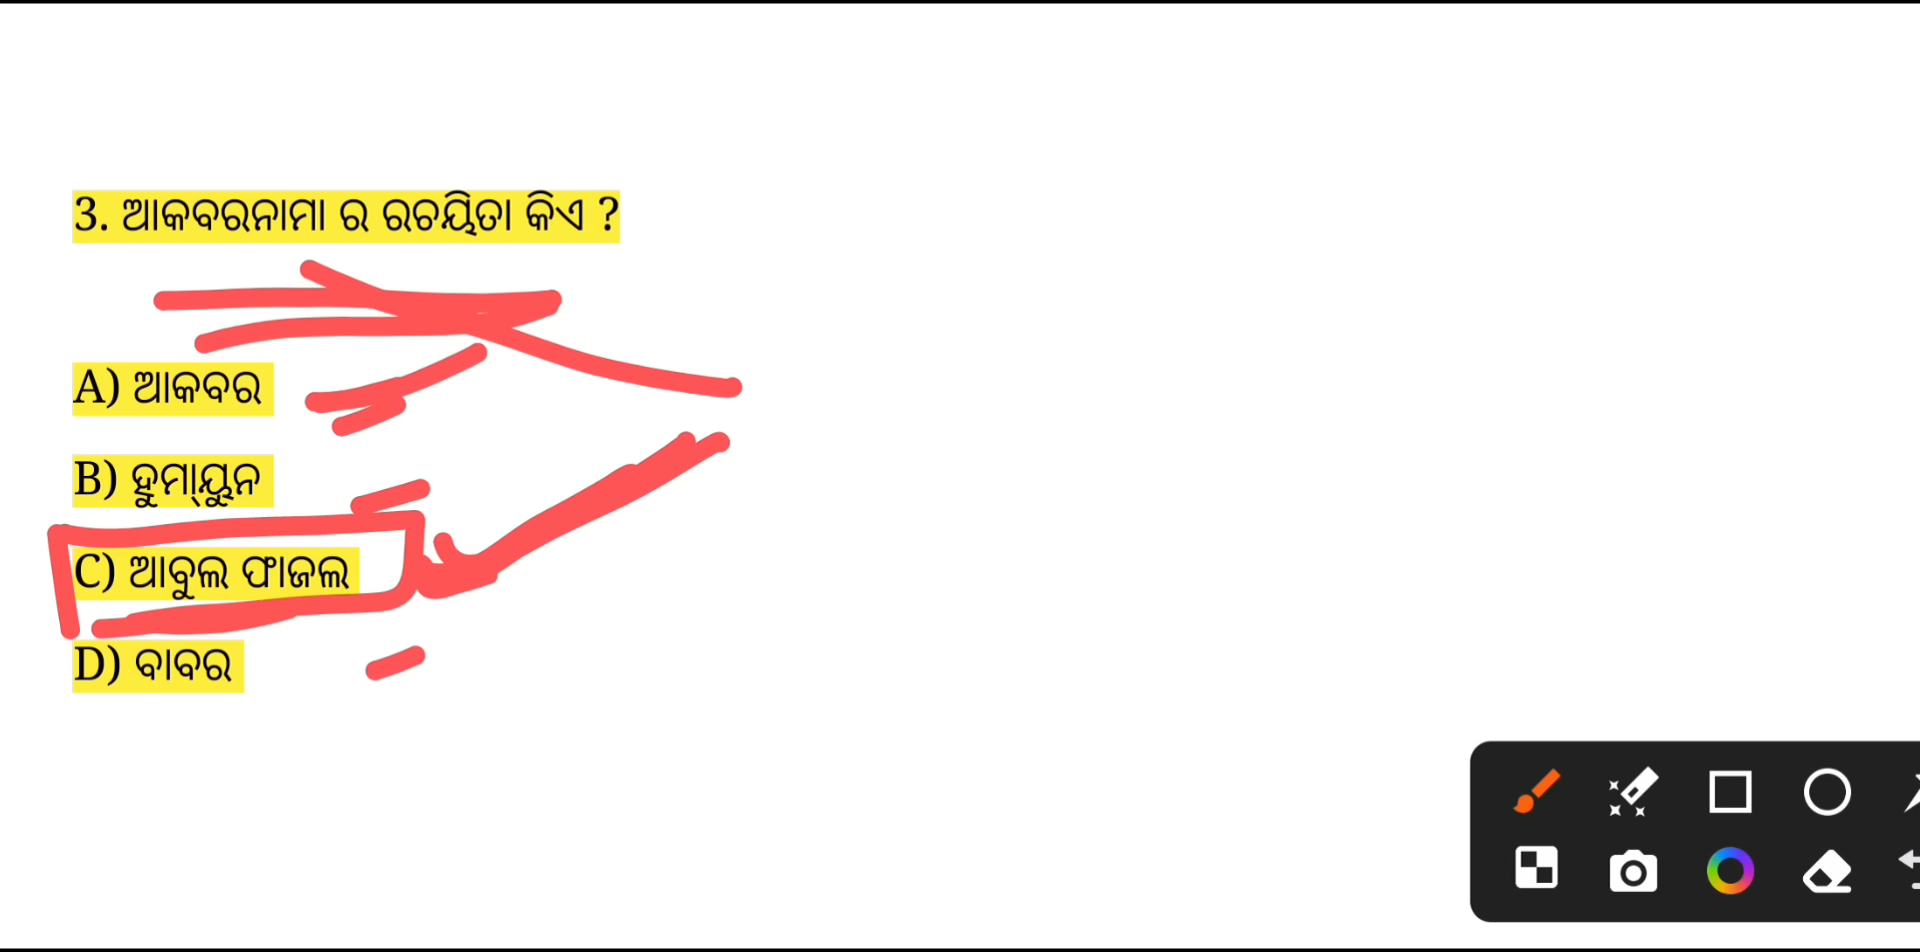 3. ଆକବରନାମା ର ରଚୟିତା କିଏ ?
A) ଆକବର
B) ହୁମା୍ୟୁନ
C) ଆବୁଲ ଫାଜଲ
D) ବାବର